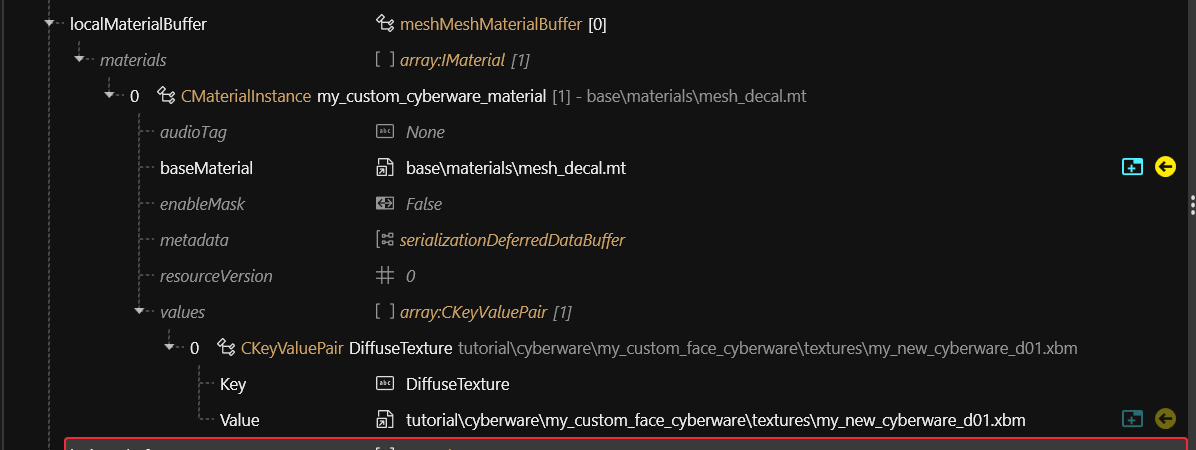 localMaterialBuffer meshMeshMaterialBuffer [0]
materials [ ] array:IMaterial [1]
0 CMaterialInstance my_custom_cyberware_material [1] - base\materials\mesh_decal.mt
audioTag abc None
baseMaterial base\materials\mesh_decal.mt
enableMask False
metadata serializationDeferredDataBuffer
resourceVersion 0
values [ ] array:CKeyValuePair [1]
0 CKeyValuePair DiffuseTexture tutorial\cyberware\my_custom_face_cyberware\textures\my_new_cyberware_d01.xbm
Key abc DiffuseTexture
Value tutorial\cyberware\my_custom_face_cyberware\textures\my_new_cyberware_d01.xbm